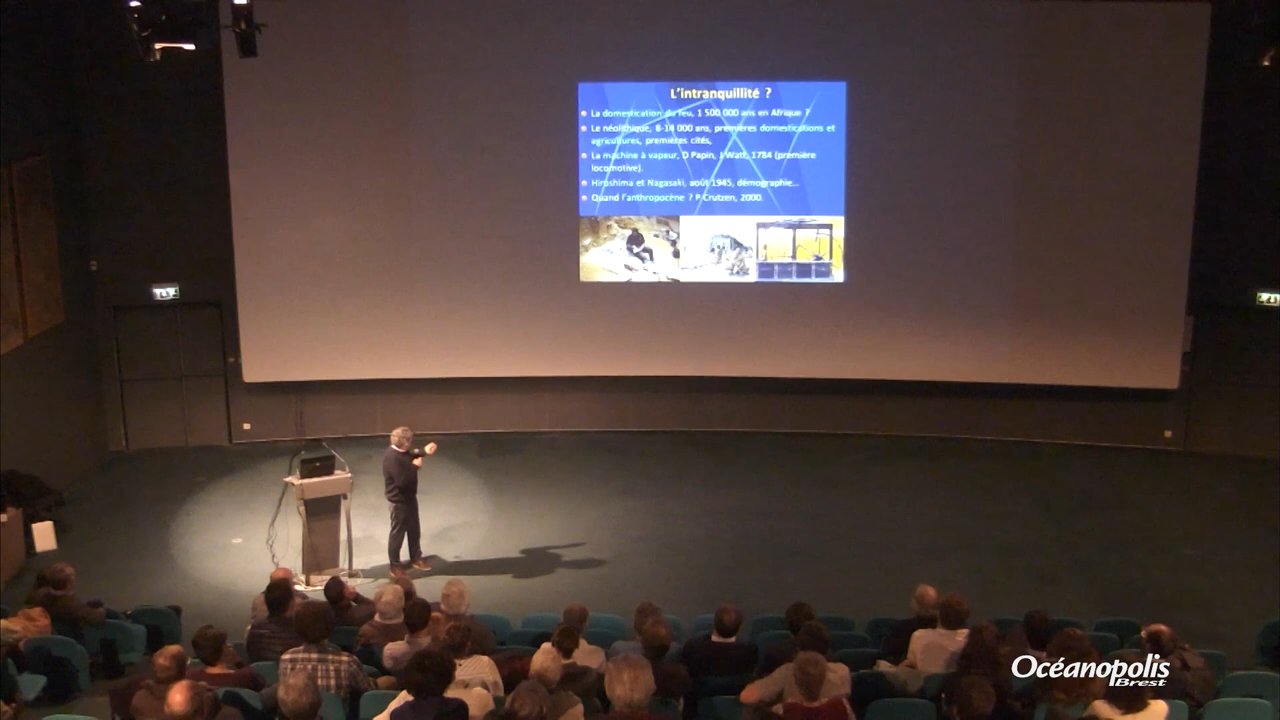 L'intranquillité ?
La domestication du feu, 1 500 000 ans en Afrique ?
Le néolithique, 8-14 000 ans, premières domestications et
agricultures, premières cités,
La machine à vapeur, D Papin, J Watt, 1784 (première
locomotive).
Hiroshima et Nagasaki, août 1945, démographie...
Quand l'anthropocène ? P Crutzen, 2000.
Océanopolis
Brest